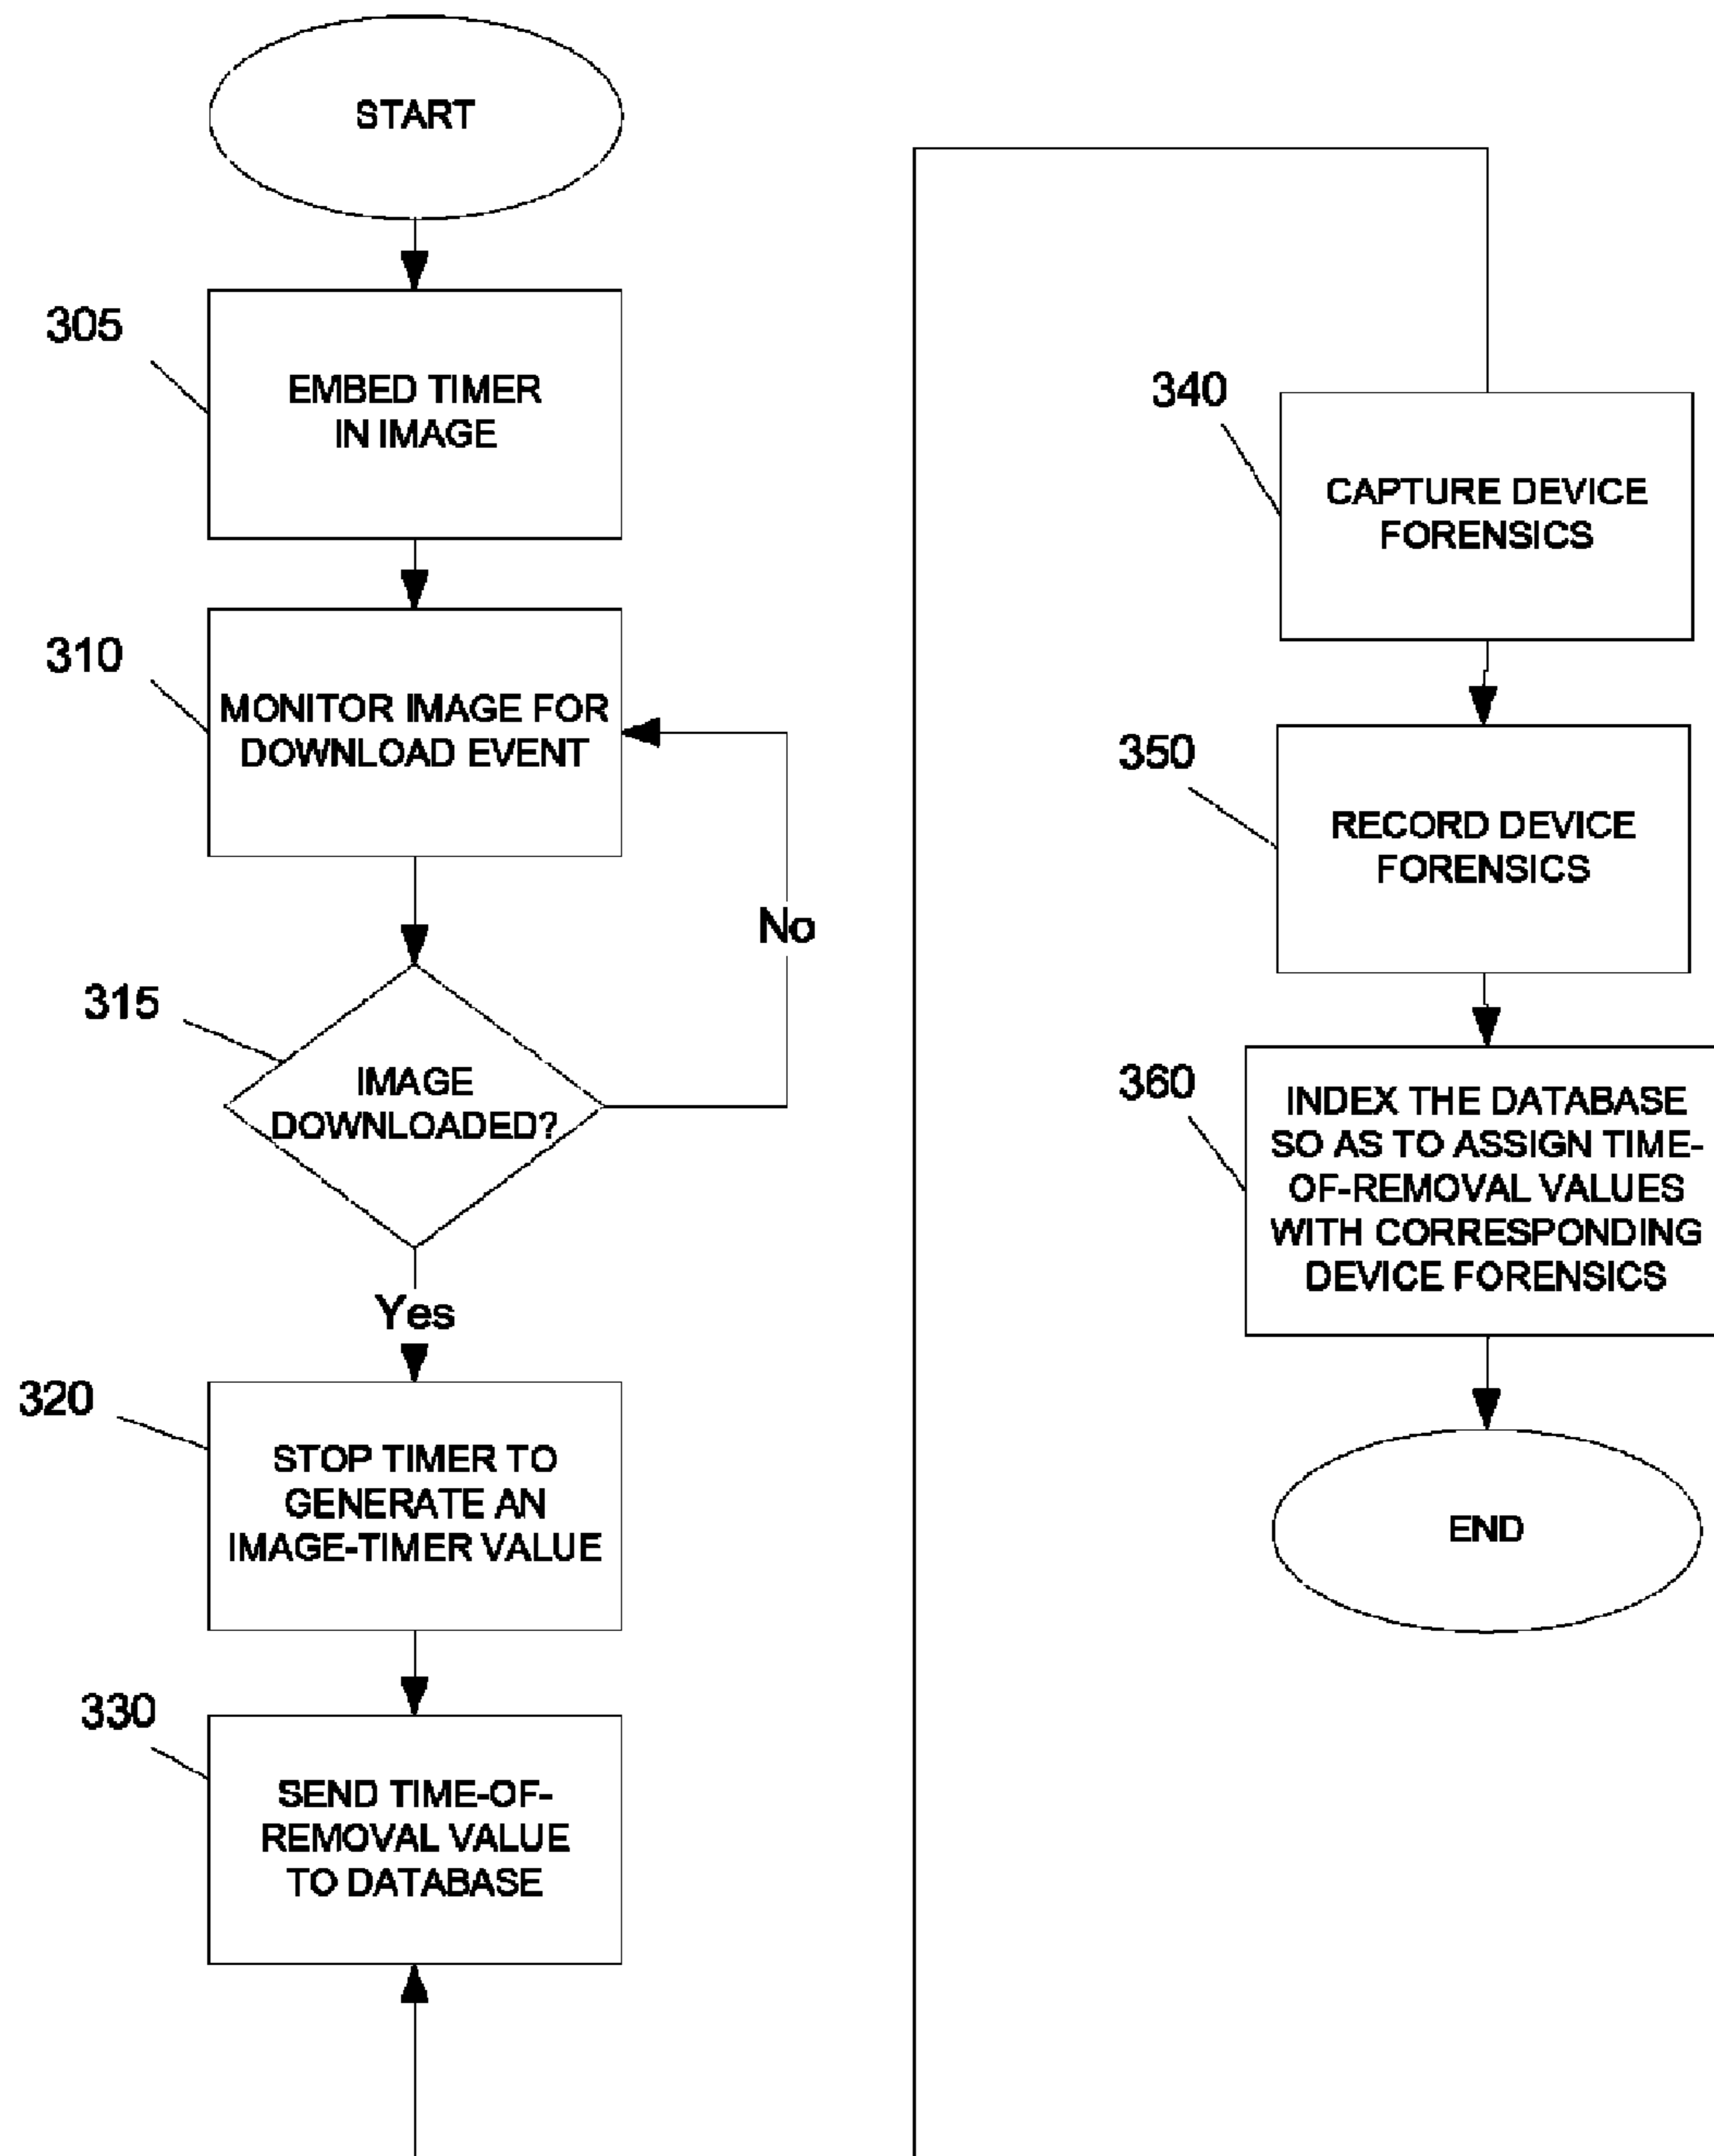 START
305
EMBED TIMER
IN IMAGE
310
MONITOR IMAGE FOR
DOWNLOAD EVENT
No
315
IMAGE
DOWNLOADED?
Yes
320
STOP TIMER TO
GENERATE AN
IMAGE-TIMER VALUE
330
SEND TIME-OF-
REMOVAL VALUE
TO DATABASE
340
CAPTURE DEVICE
FORENSICS
350
RECORD DEVICE
FORENSICS
360
INDEX THE DATABASE
SO AS TO ASSIGN TIME-
OF-REMOVAL VALUES
WITH CORRESPONDING
DEVICE FORENSICS
END